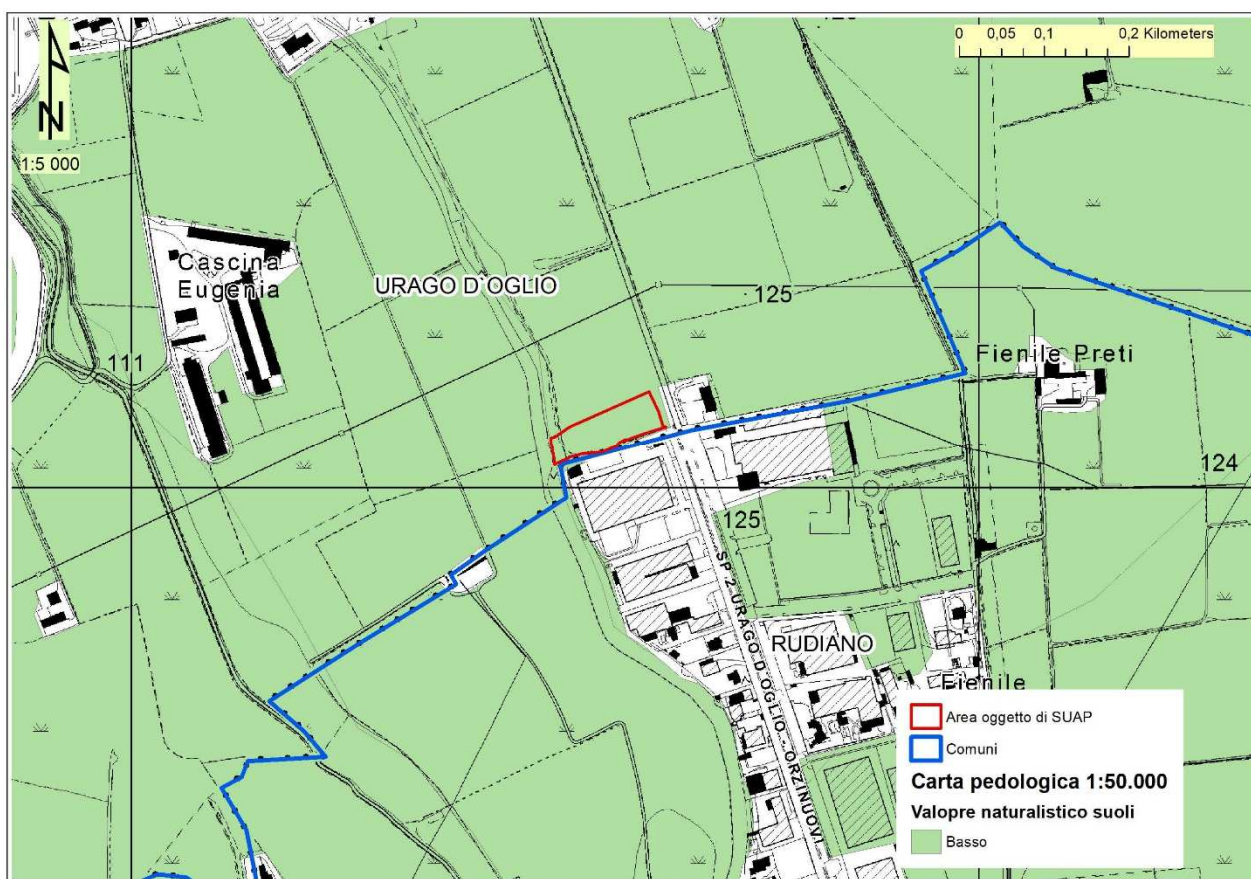 0 0,05 0,1 0,2 Kilometers
N
1:5 000
Cascina
Eugenia
URAGO D`OGLIO
125
111
Fienile Preti
124
125
SP 2 URAGO D`OGLIO - ORZINUOVI
RUDIANO
Fienile
Area oggetto di SUAP
Comuni
Carta pedologica 1:50.000
Valopre naturalistico suoli
Basso